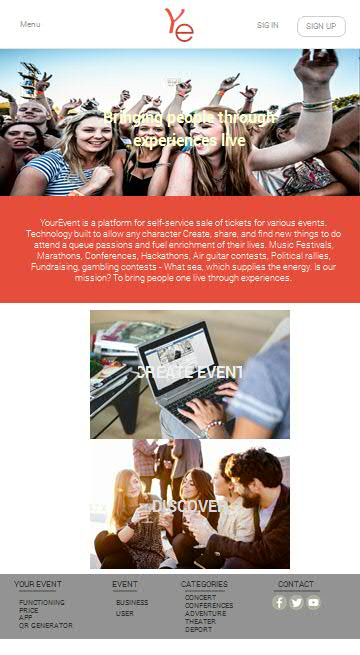 Menu
Ye
SIG IN
SIGN UP
Bringing people through
experiences live
YourEvent is a platform for self-service sale of tickets for various events.
Technology built to allow any character Create, share, and find new things to do
attend a queue passions and fuel enrichment of their lives. Music Festivals,
Marathons, Conferences, Hackathons, Air guitar contests, Political rallies,
Fundraising, gambling contests - What sea, which supplies the energy. Is our
mission? To bring people one live through experiences.
CREATE EVENT
DISCOVER
YOUR EVENT
FUNCTIONING
PRICE
APP
QR GENERATOR
EVENT
BUSINESS
USER
CATEGORIES
CONCERT
CONFERENCES
ADVENTURE
THEATER
DEPORT
CONTACT